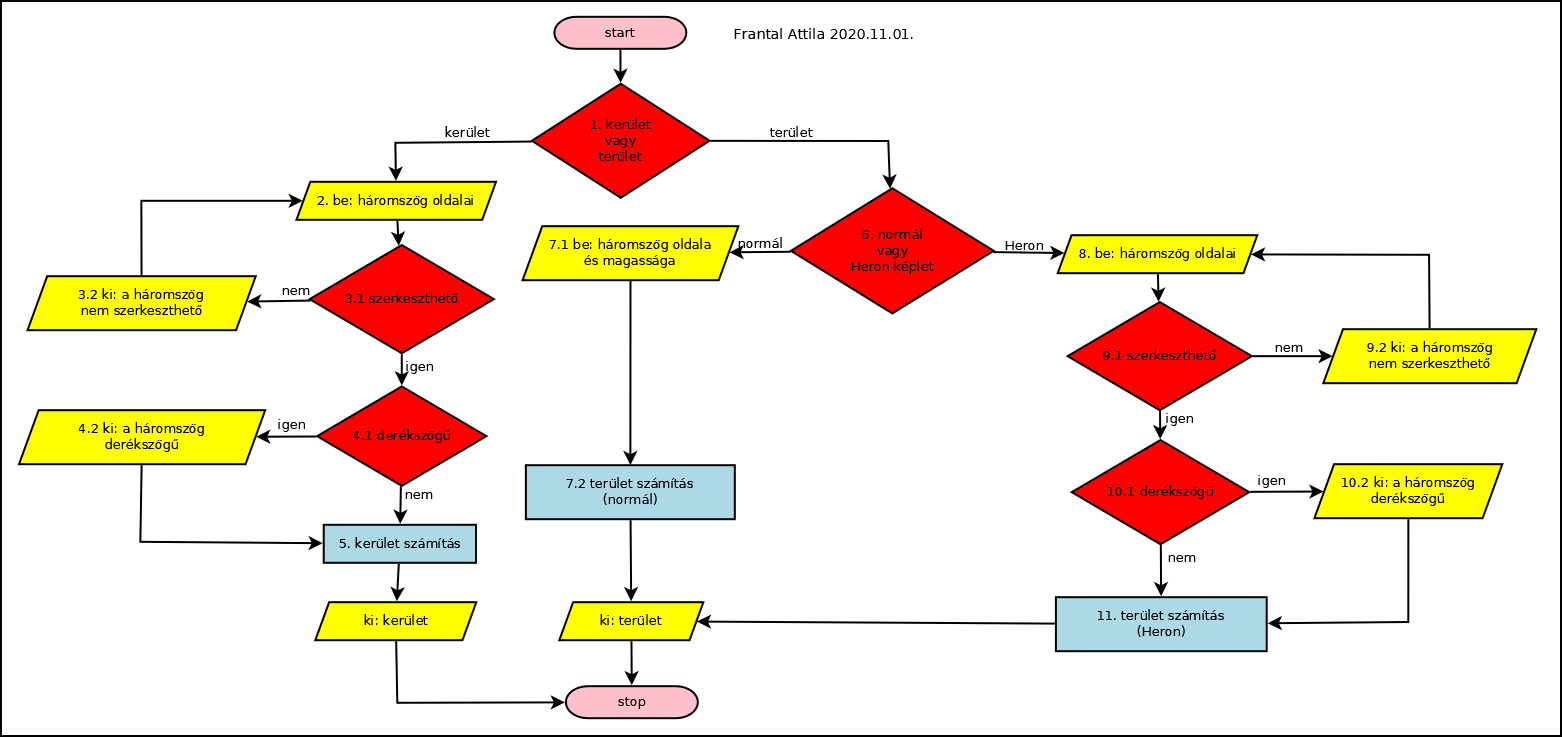 start
Frantal Attila 2020.11.01.
1. kerület
vagy
terület
kerület
terület
2. be: háromszög oldalai
3.1 szerkeszthető
nem
3.2 ki: a háromszög
nem szerkeszthető
igen
4.1 derékszögű
igen
4.2 ki: a háromszög
derékszögű
nem
5. kerület számítás
ki: kerület
6. normál
vagy
Heron képlet
normál
7.1 be: háromszög oldala
és magassága
7.2 terület számítás
(normál)
ki: terület
stop
Heron
8. be: háromszög oldalai
9.1 szerkeszthető
nem
9.2 ki: a háromszög
nem szerkeszthető
igen
10.1 derékszögű
igen
10.2 ki: a háromszög
derékszögű
nem
11. terület számítás
(Heron)